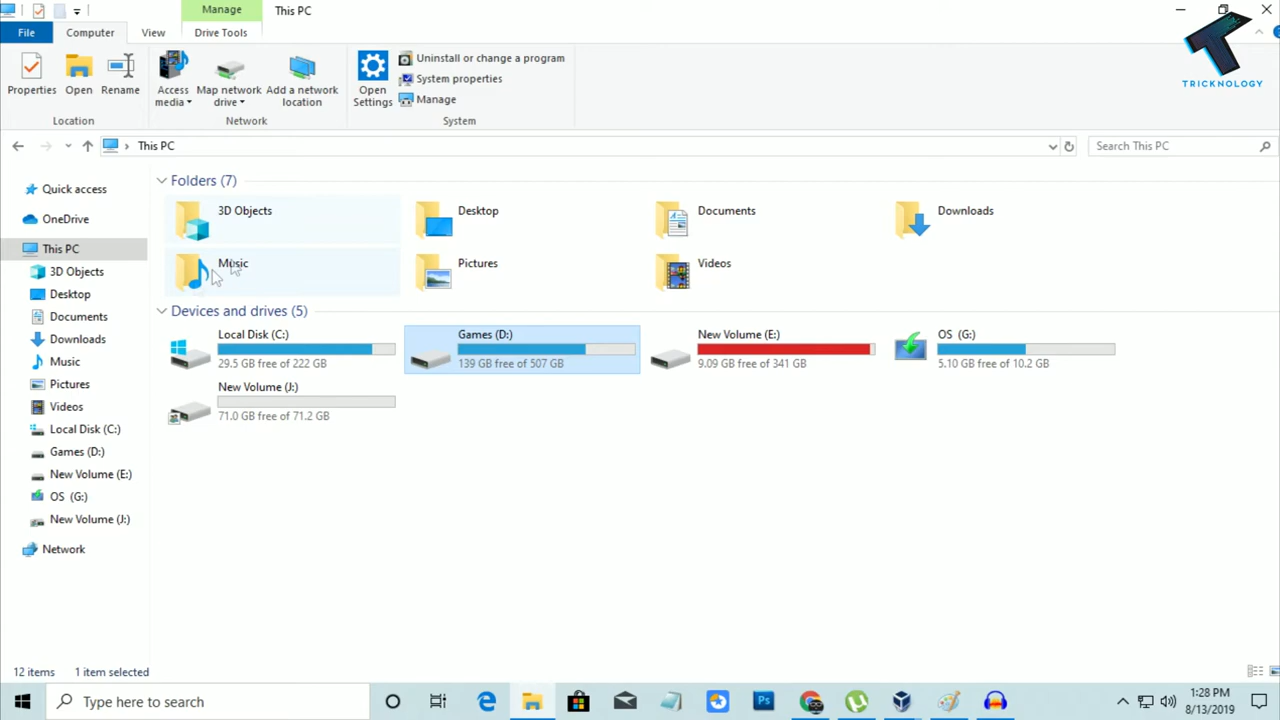 Manage
This PC
File
Computer
View
Drive Tools
TRICKNOLOGY
Properties
Open
Rename
Access media
Map network drive
Add a network location
Open Settings
Uninstall or change a program
System properties
Manage
Location
Network
System
This PC
Search This PC
Quick access
OneDrive
This PC
3D Objects
Desktop
Documents
Downloads
Music
Pictures
Videos
Local Disk (C:)
Games (D:)
New Volume (E:)
OS (G:)
New Volume (J:)
Network
Folders (7)
3D Objects
Desktop
Documents
Downloads
Music
Pictures
Videos
Devices and drives (5)
Local Disk (C:)
29.5 GB free of 222 GB
Games (D:)
139 GB free of 507 GB
New Volume (E:)
9.09 GB free of 341 GB
OS (G:)
5.10 GB free of 10.2 GB
New Volume (J:)
71.0 GB free of 71.2 GB
12 items
1 item selected
Type here to search
Ps
1:28 PM
8/13/2019